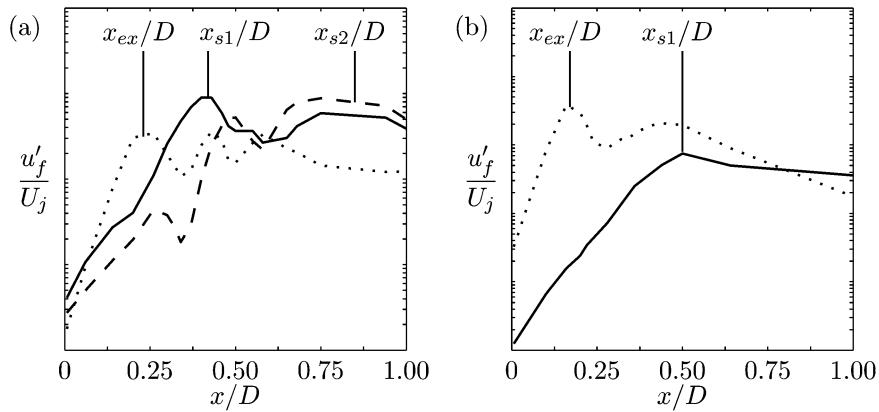 (a)
x_{ex}/D x_{s1}/D x_{s2}/D
u'_f
U_j
0 0.25 0.50 0.75 1.00
x/D
(b)
x_{ex}/D x_{s1}/D
u'_f
U_j
0 0.25 0.50 0.75 1.00
x/D